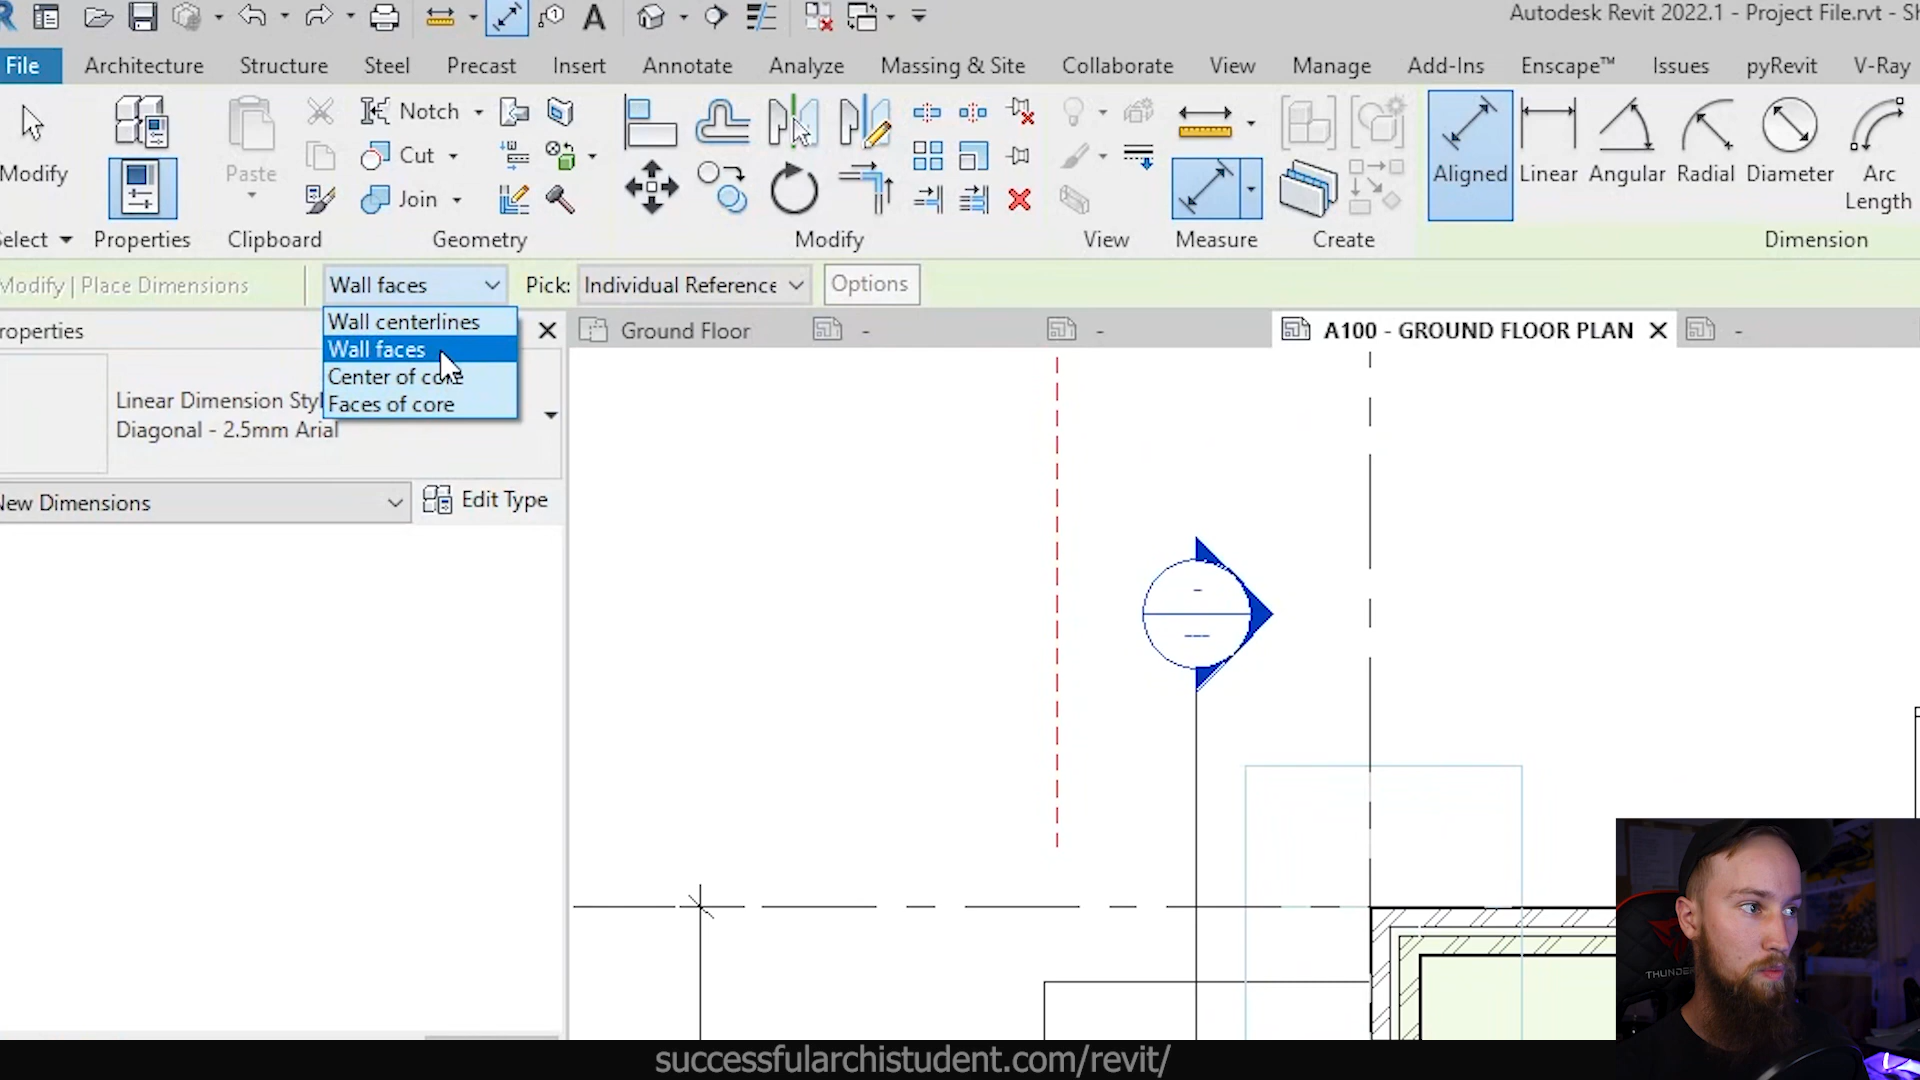 Autodesk Revit 2022.1 - Project File.rvt - Sh
File Architecture Structure Steel Precast Insert Annotate Analyze Massing & Site Collaborate View Manage Add-Ins Enscape™ Issues pyRevit V-Ray
Notch
Cut
Join
Modify
Paste
Aligned Linear Angular Radial Diameter Arc
Length
Select Properties Clipboard Geometry Modify View Measure Create Dimension
Modify | Place Dimensions Wall faces Pick: Individual Reference Options
Wall centerlines
Wall faces
Center of core
Faces of core
roperties
Ground Floor - - A100 - GROUND FLOOR PLAN -
Linear Dimension Styl
Diagonal - 2.5mm Arial
New Dimensions Edit Type
THUNDER
successfularchistudent.com/revit/